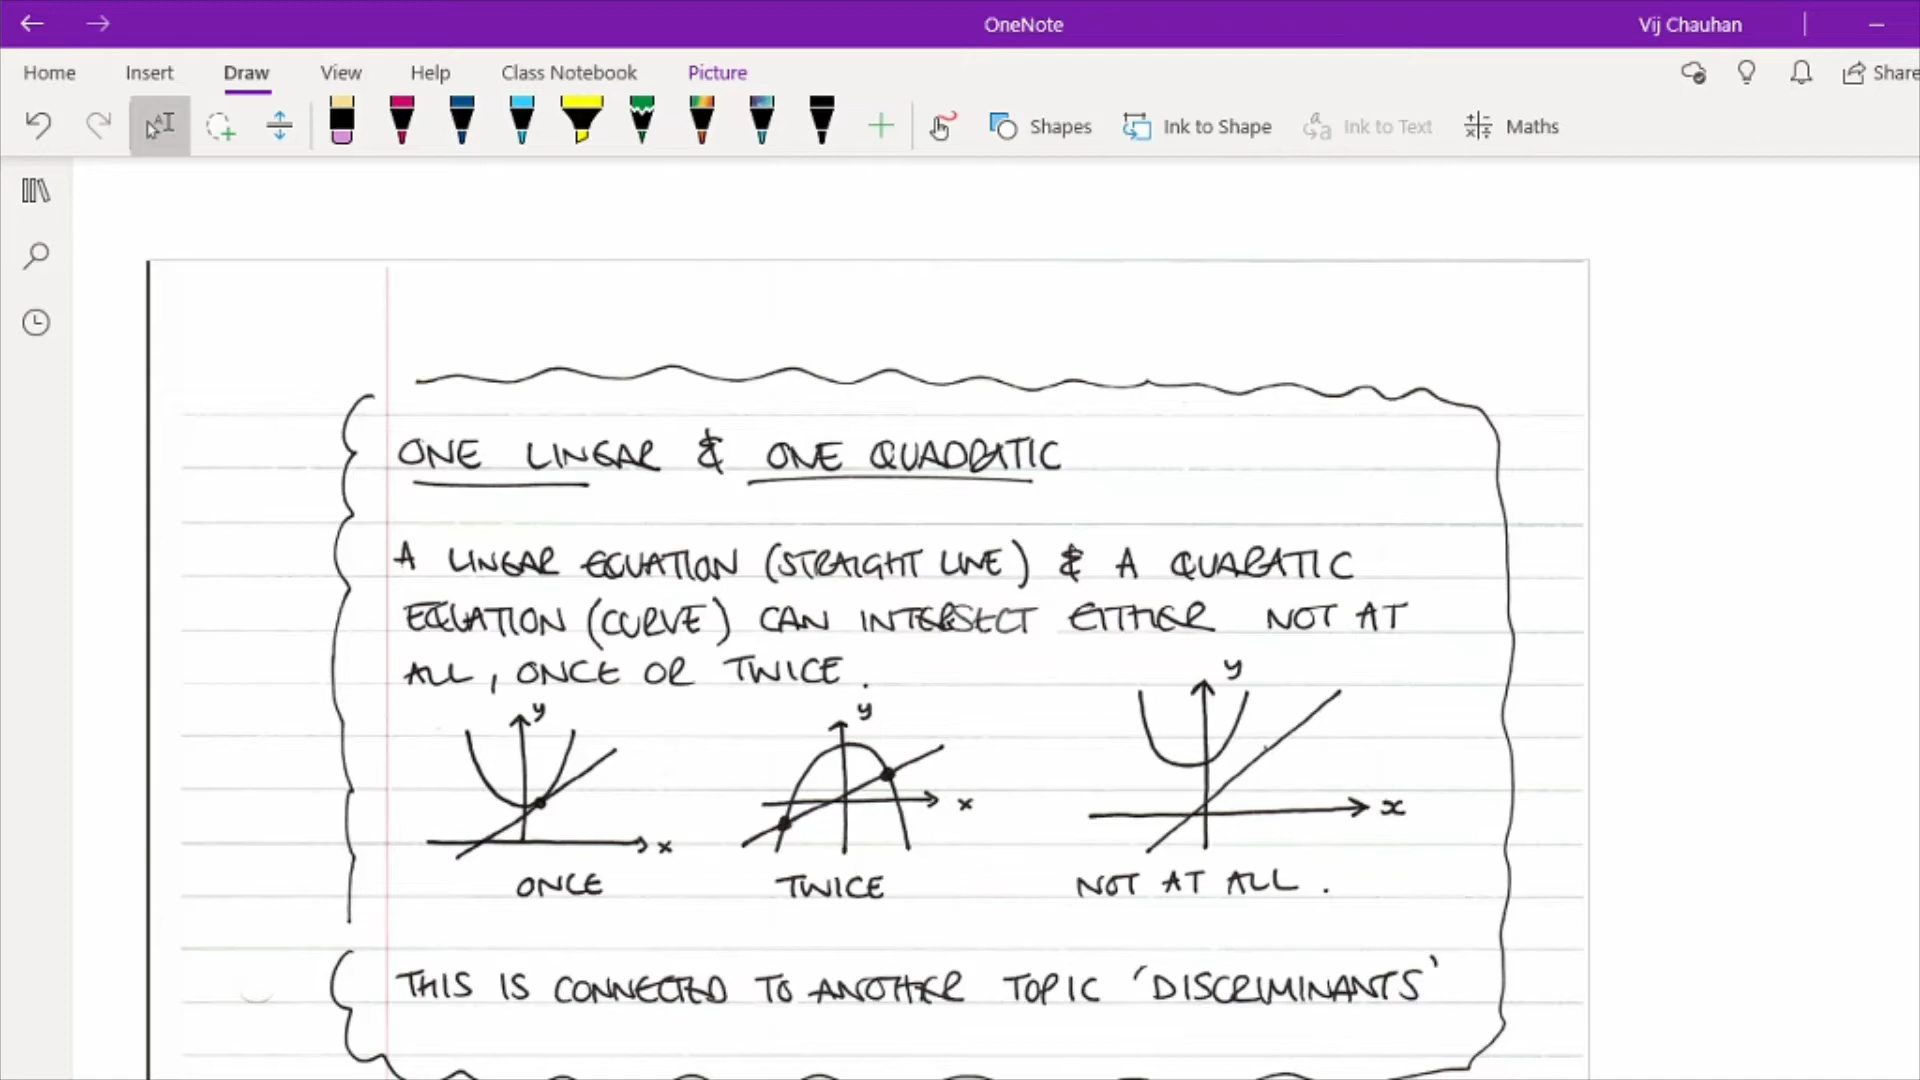 OneNote
Vij Chauhan
Home Insert Draw View Help Class Notebook Picture
Share
Shapes Ink to Shape Ink to Text Maths
ONE LINEAR & ONE QUADRATIC
A LINEAR EQUATION (STRAIGHT LINE) & A QUARATIC
EQUATION (CURVE) CAN INTERSECT EITHER NOT AT
ALL, ONCE OR TWICE.
y y y
x x x
ONCE TWICE NOT AT ALL.
THIS IS CONNECTED TO ANOTHER TOPIC 'DISCRIMINANTS'